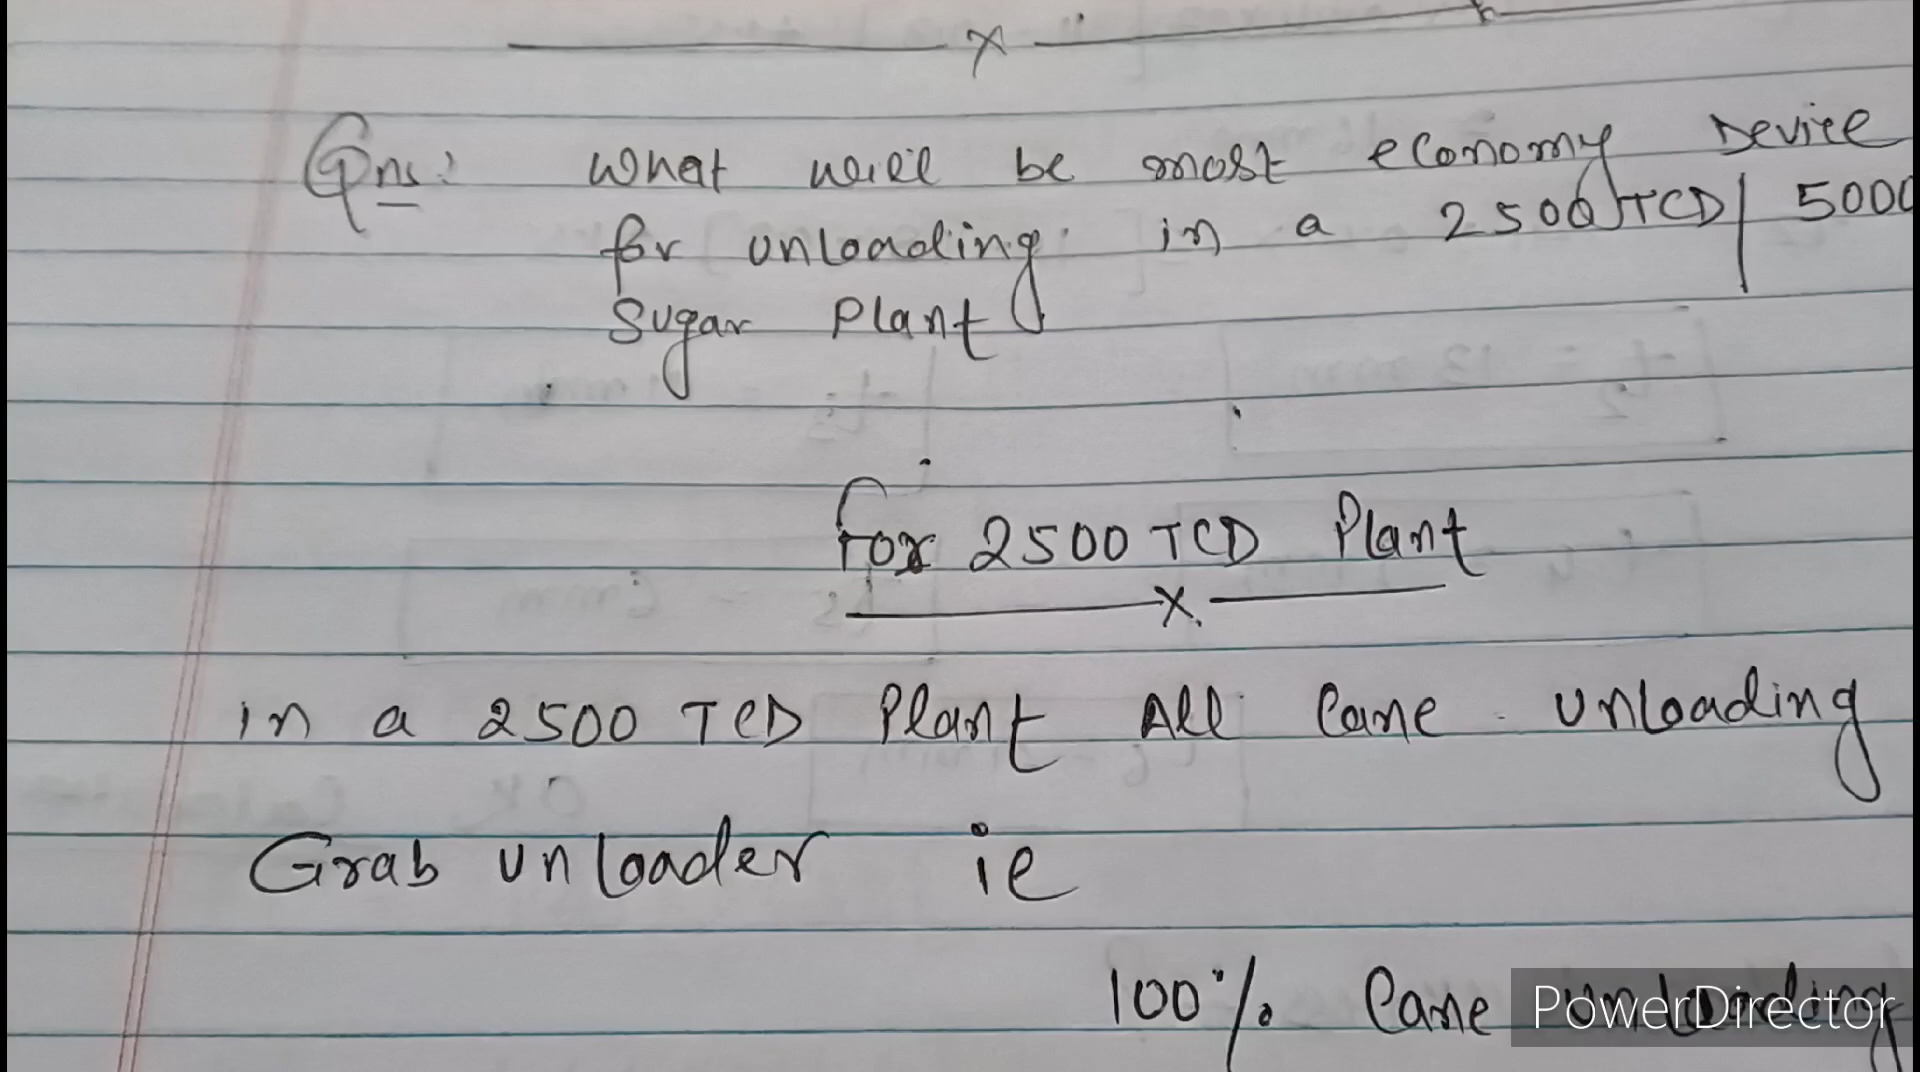 Qns: What will be most economy Device
for unloading in a 2500 TCD / 5000
Sugar Plant
For 2500 TCD Plant
in a 2500 TCD Plant All Cane unloading
Grab unloader ie
100% Cane unloading
PowerDirector